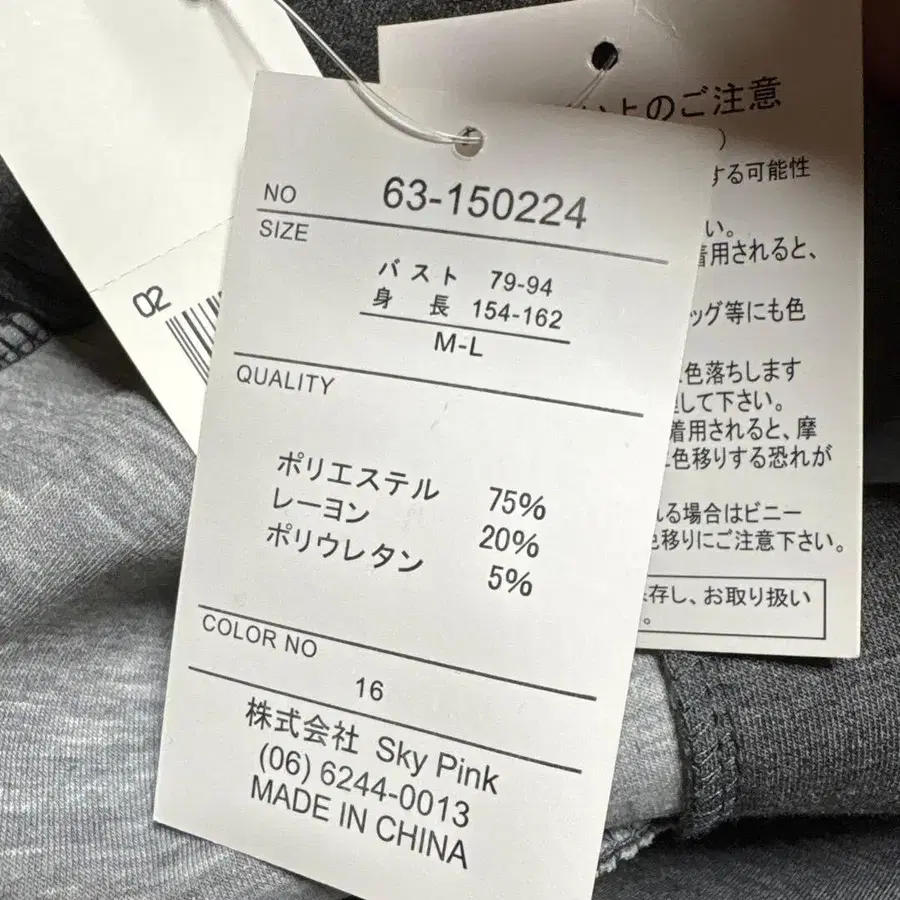 NO 63-150224
SIZE
バスト 79-94
身 長 154-162
M-L
QUALITY
ポリエステル 75%
レーヨン 20%
ポリウレタン 5%
COLOR NO
16
株式会社 Sky Pink
(06) 6244-0013
MADE IN CHINA
02
上のご注意
)
する可能性
い。
着用されると、
ッグ等にも色
色落ちします
して下さい。
着用されると、摩
色移りする恐れが
る場合はビニー
色移りにご注意下さい。
保存し、お取り扱い
。